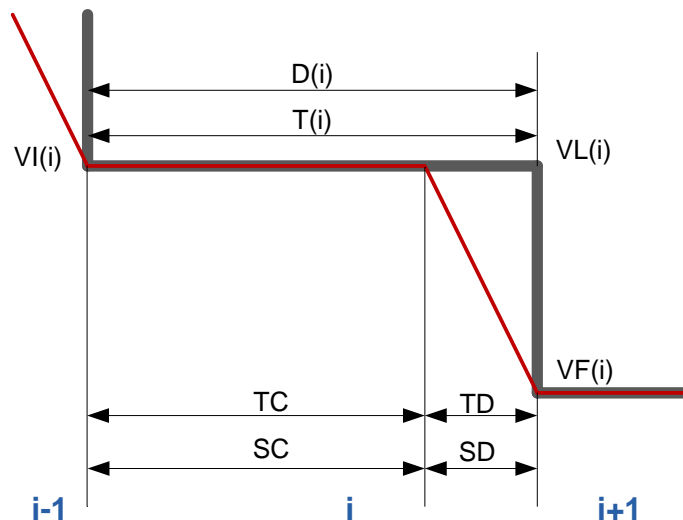 D(i)
T(i)
VI(i)
VL(i)
VF(i)
TC TD
SC SD
i-1 i i+1